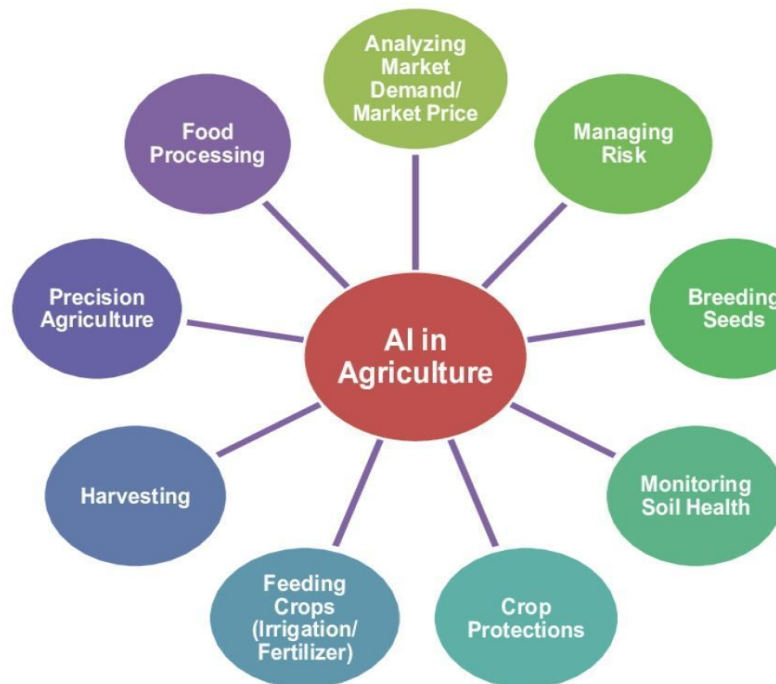 Analyzing
Market
Demand/
Market Price
Managing
Risk
Breeding
Seeds
Monitoring
Soil Health
Crop
Protections
Feeding
Crops
(Irrigation/
Fertilizer)
Harvesting
Precision
Agriculture
Food
Processing
AI in
Agriculture